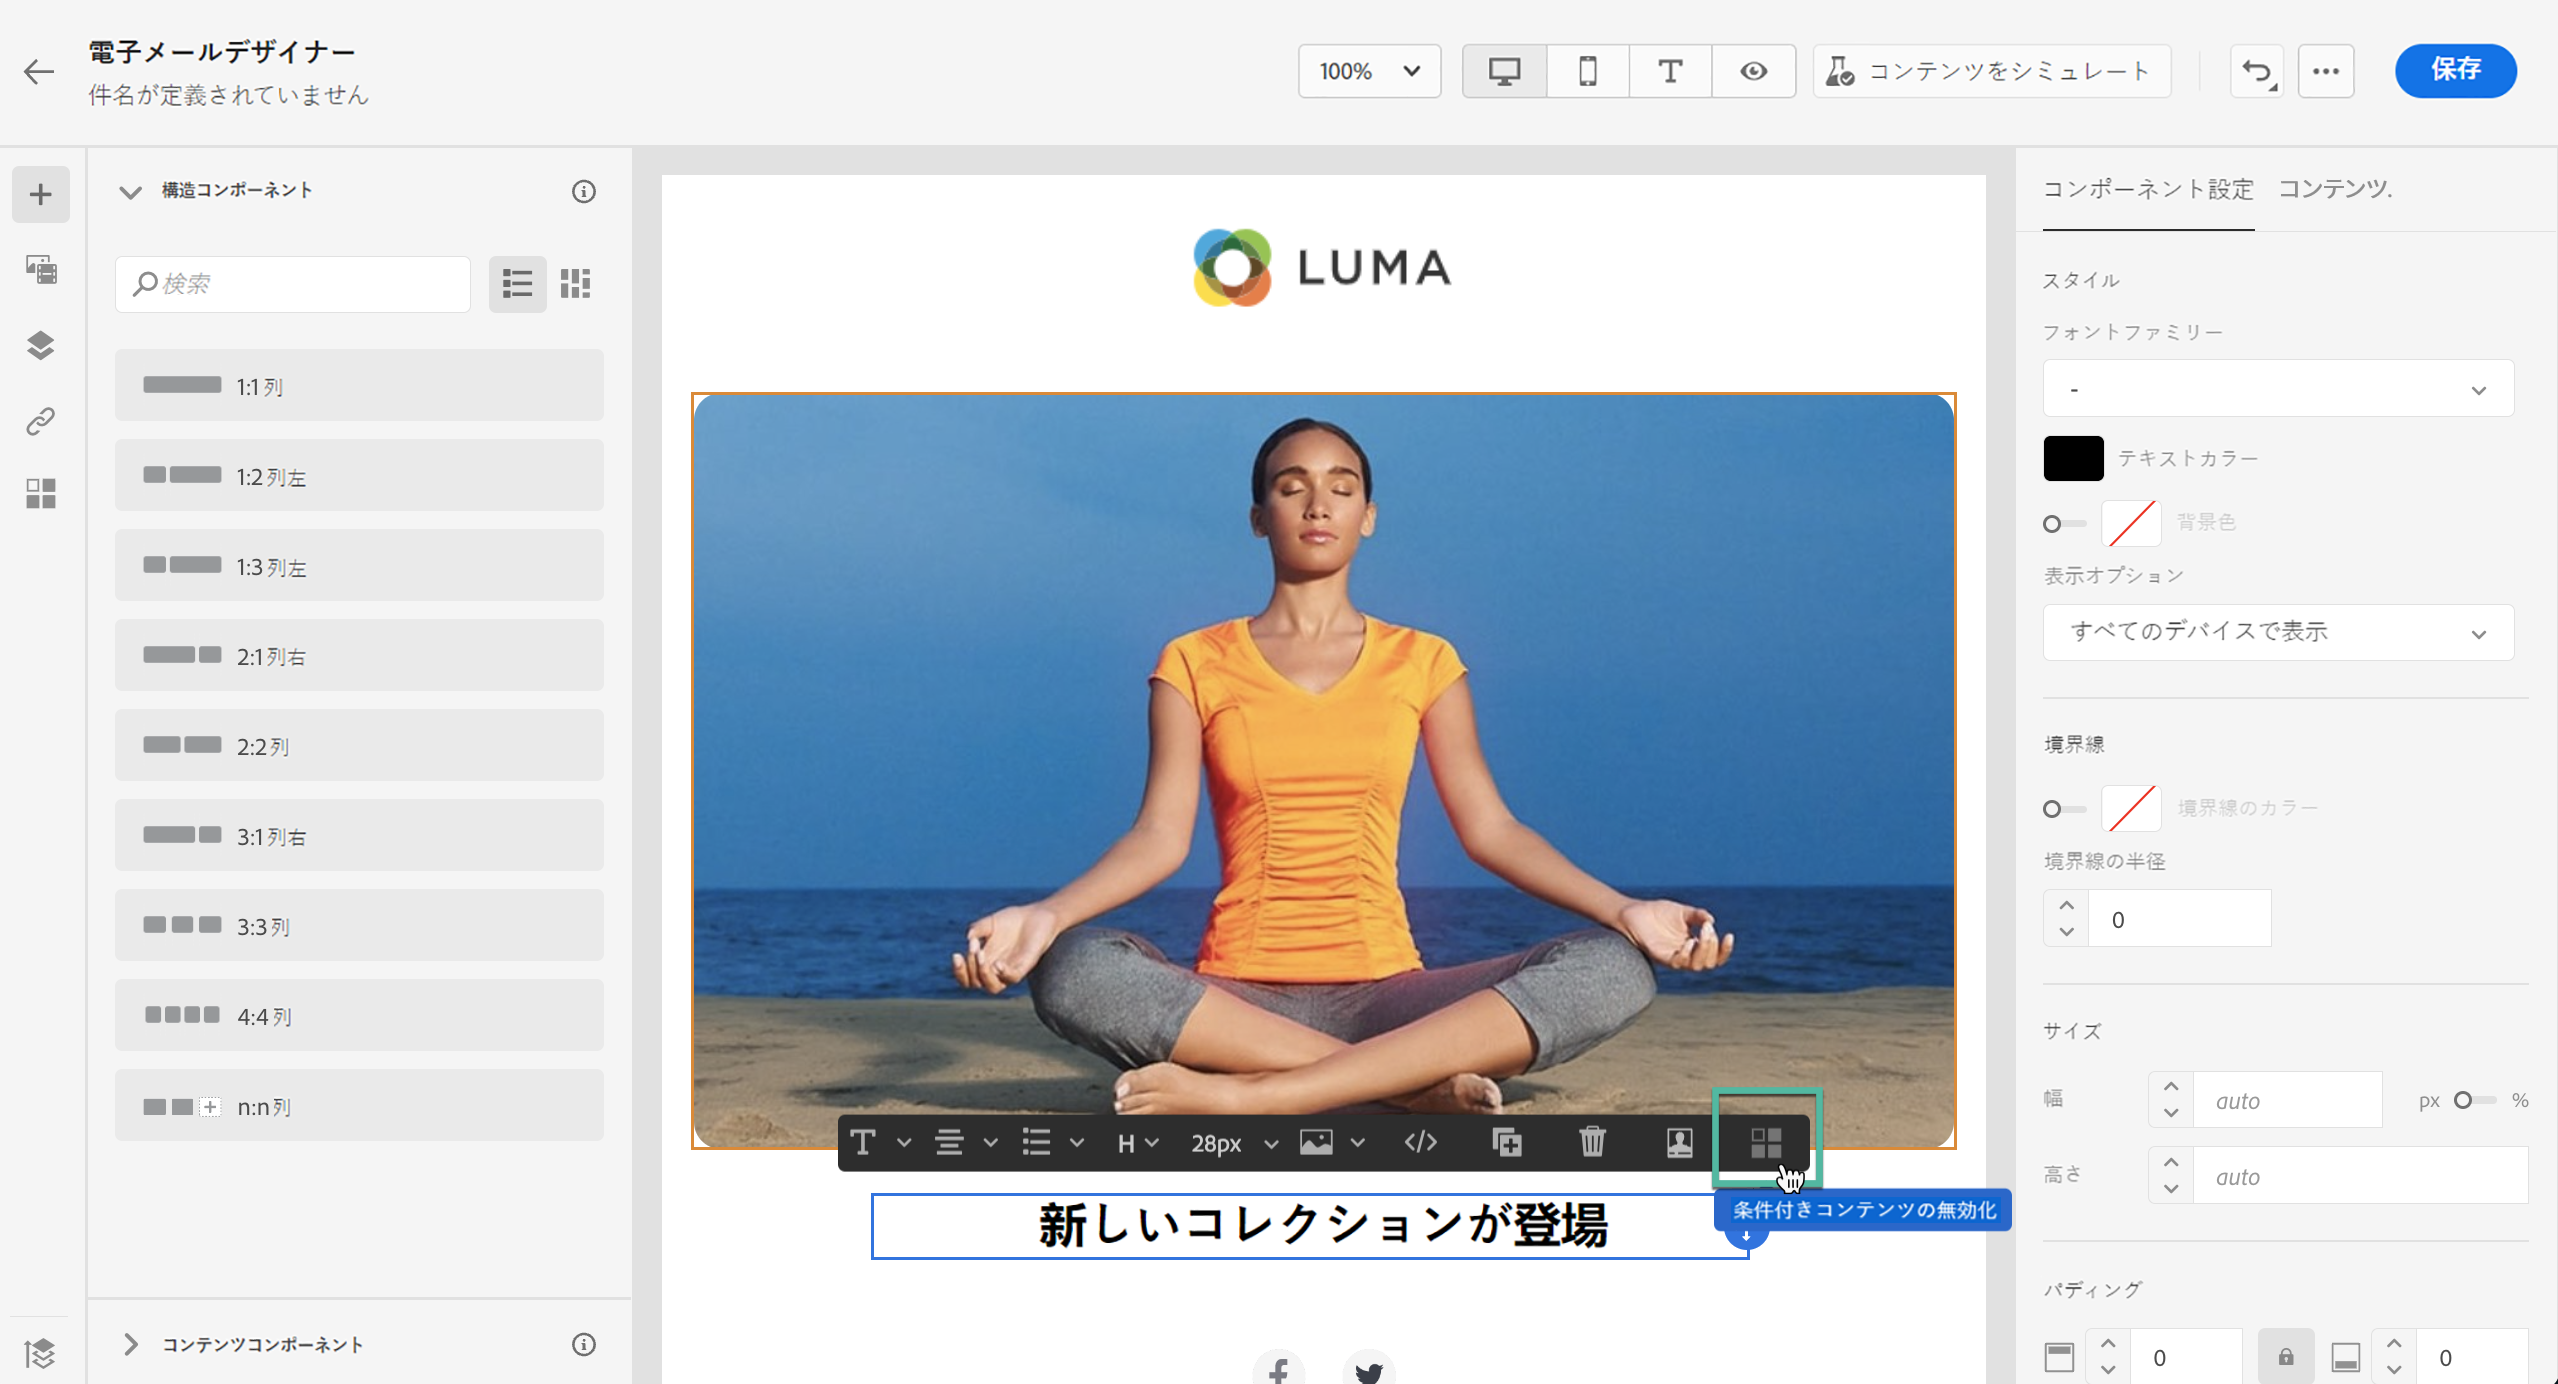 電子メールデザイナー
件名が定義されていません
100%
コンテンツをシミュレート
保存
構造コンポーネント
検索
1:1 列
1:2 列左
1:3 列左
2:1 列右
2:2 列
3:1 列右
3:3 列
4:4 列
n:n 列
コンテンツコンポーネント
LUMA
H
28px
条件付きコンテンツの無効化
新しいコレクションが登場
コンポーネント設定
コンテンツ.
スタイル
フォントファミリー
-
テキストカラー
背景色
表示オプション
すべてのデバイスで表示
境界線
境界線のカラー
境界線の半径
0
サイズ
幅
auto
px
%
高さ
auto
パディング
0
0